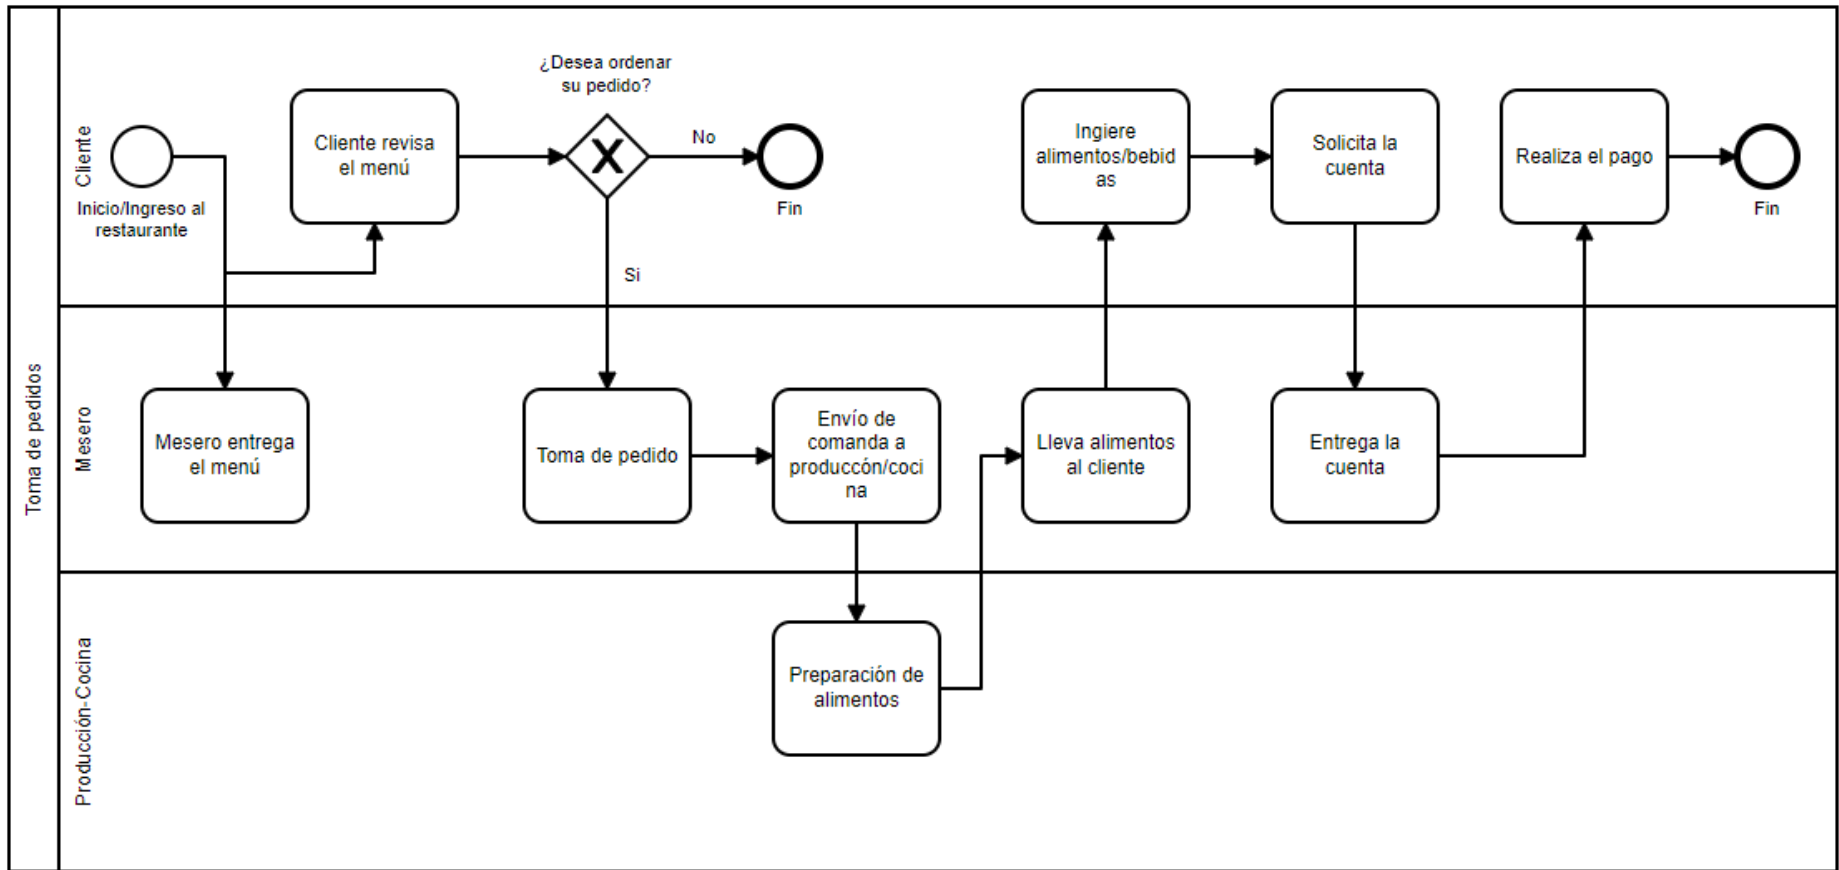 Toma de pedidos
Cliente
Inicio/Ingreso al
restaurante
Cliente revisa
el menú
¿Desea ordenar
su pedido?
No
Si
Fin
Ingiere
alimentos/bebid
as
Solicita la
cuenta
Realiza el pago
Fin
Mesero
Mesero entrega
el menú
Toma de pedido
Envío de
comanda a
produccón/coci
na
Lleva alimentos
al cliente
Entrega la
cuenta
Producción-Cocina
Preparación de
alimentos